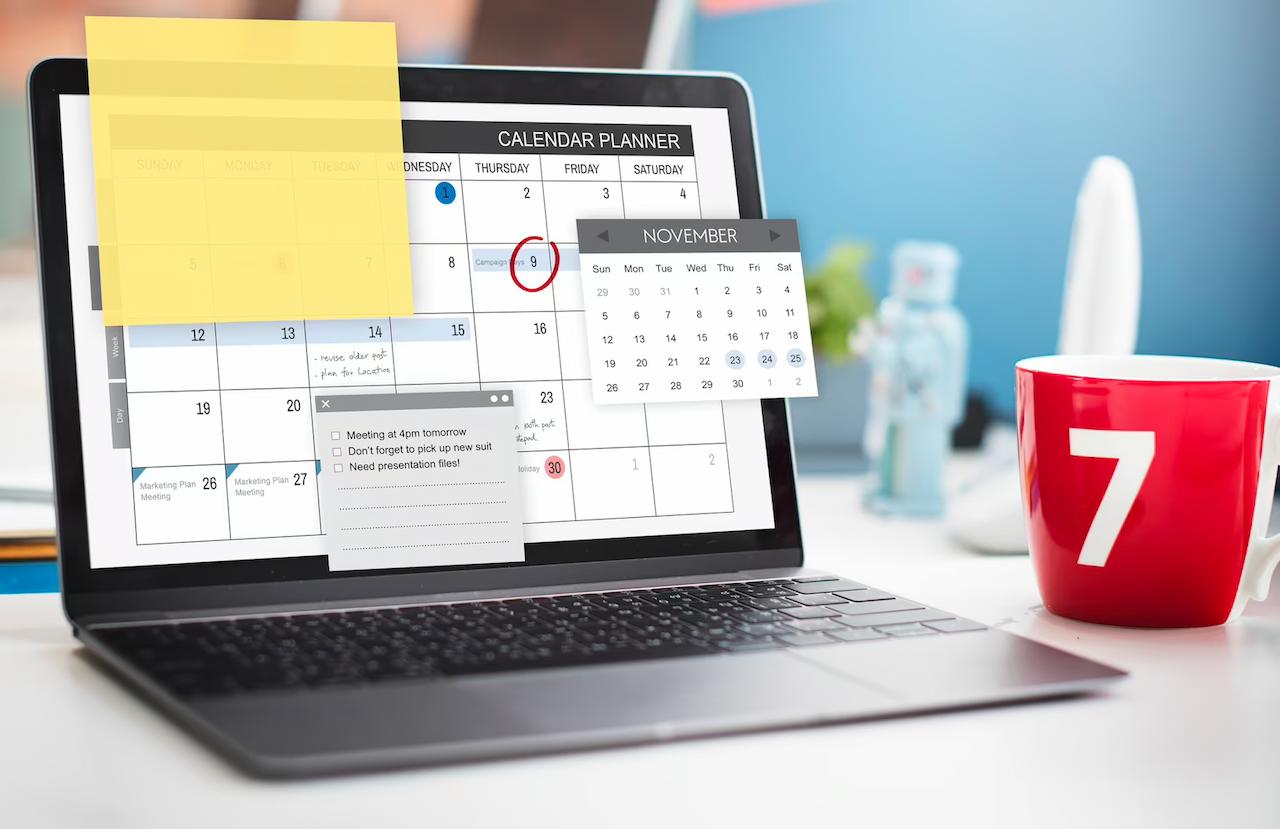 CALENDAR PLANNER
SUNDAY MONDAY TUESDAY WEDNESDAY THURSDAY FRIDAY SATURDAY
1 2 3 4
5 6 7 8 Campaign Days 9
Week
12 13 14 15 16
- revise older post
- plan for Location
Day
19 20 23
post
26 27 30 1 2
Marketing Plan
Meeting
Marketing Plan
Meeting
Holiday
Meeting at 4pm tomorrow
Don't forget to pick up new suit
Need presentation files!
NOVEMBER
Sun Mon Tue Wed Thu Fri Sat
29 30 31 1 2 3 4
5 6 7 8 9 10 11
12 13 14 15 16 17 18
19 20 21 22 23 24 25
26 27 28 29 30 1 2
7